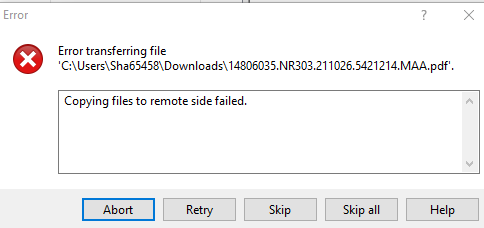 Error
?
Error transferring file
'C:\Users\Sha65458\Downloads\14806035.NR303.211026.5421214.MAA.pdf'.
Copying files to remote side failed.
Abort Retry Skip Skip all Help